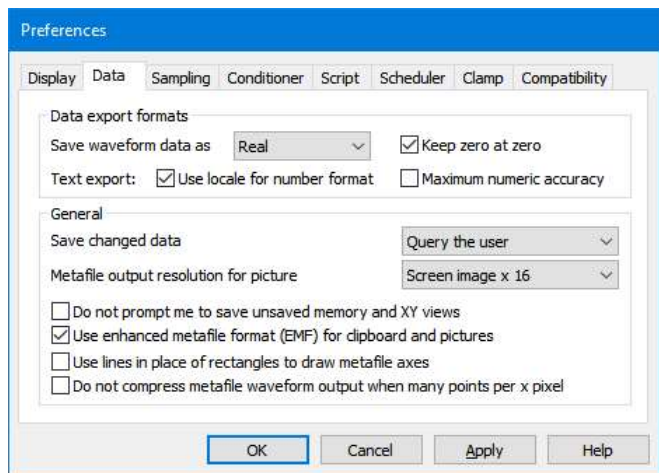 Preferences
Display Data Sampling Conditioner Script Scheduler Clamp Compatibility
Data export formats
Save waveform data as Real Keep zero at zero
Text export: Use locale for number format Maximum numeric accuracy
General
Save changed data Query the user
Metafile output resolution for picture Screen image x 16
Do not prompt me to save unsaved memory and XY views
Use enhanced metafile format (EMF) for clipboard and pictures
Use lines in place of rectangles to draw metafile axes
Do not compress metafile waveform output when many points per x pixel
OK Cancel Apply Help